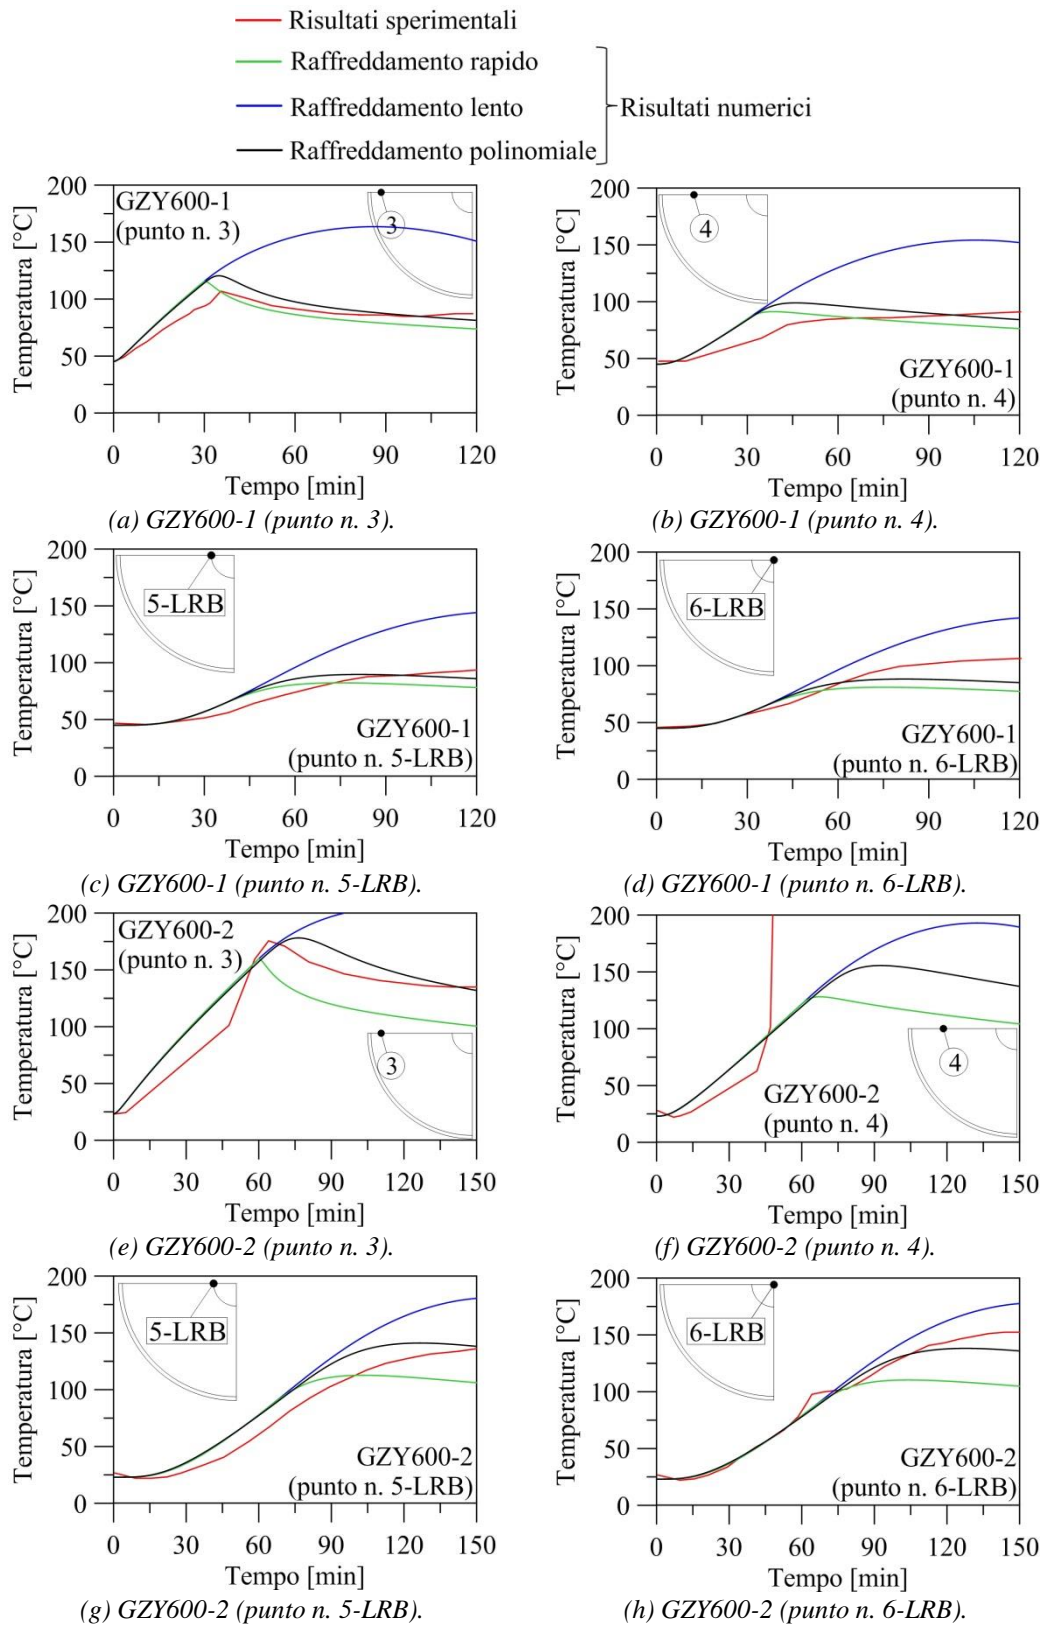 Risultati sperimentali
Raffreddamento rapido
Raffreddamento lento
Risultati numerici
Raffreddamento polinomiale
200
150
100
50
0
Temperatura [°C]
GZY600-1
(punto n. 3)
3
0 30 60 90 120
Tempo [min]
(a) GZY600-1 (punto n. 3).
200
150
100
50
0
Temperatura [°C]
4
GZY600-1
(punto n. 4)
0 30 60 90 120
Tempo [min]
(b) GZY600-1 (punto n. 4).
200
150
100
50
0
Temperatura [°C]
5-LRB
GZY600-1
(punto n. 5-LRB)
0 30 60 90 120
Tempo [min]
(c) GZY600-1 (punto n. 5-LRB).
200
150
100
50
0
Temperatura [°C]
6-LRB
GZY600-1
(punto n. 6-LRB)
0 30 60 90 120
Tempo [min]
(d) GZY600-1 (punto n. 6-LRB).
200
150
100
50
0
Temperatura [°C]
GZY600-2
(punto n. 3)
3
0 30 60 90 120 150
Tempo [min]
(e) GZY600-2 (punto n. 3).
200
150
100
50
0
Temperatura [°C]
4
GZY600-2
(punto n. 4)
0 30 60 90 120 150
Tempo [min]
(f) GZY600-2 (punto n. 4).
200
150
100
50
0
Temperatura [°C]
5-LRB
GZY600-2
(punto n. 5-LRB)
0 30 60 90 120 150
Tempo [min]
(g) GZY600-2 (punto n. 5-LRB).
200
150
100
50
0
Temperatura [°C]
6-LRB
GZY600-2
(punto n. 6-LRB)
0 30 60 90 120 150
Tempo [min]
(h) GZY600-2 (punto n. 6-LRB).